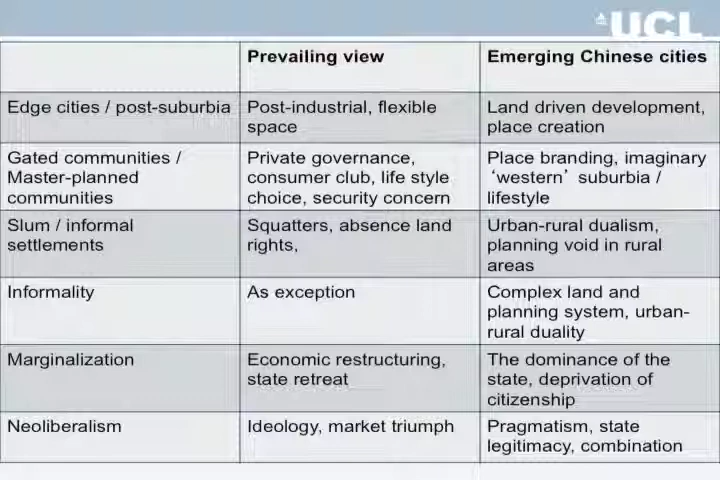 UCL
Prevailing view
Emerging Chinese cities
Edge cities / post-suburbia
Post-industrial, flexible
space
Land driven development,
place creation
Gated communities /
Master-planned
communities
Private governance,
consumer club, life style
choice, security concern
Place branding, imaginary
‘western’ suburbia /
lifestyle
Slum / informal
settlements
Squatters, absence land
rights,
Urban-rural dualism,
planning void in rural
areas
Informality
As exception
Complex land and
planning system, urban-
rural duality
Marginalization
Economic restructuring,
state retreat
The dominance of the
state, deprivation of
citizenship
Neoliberalism
Ideology, market triumph
Pragmatism, state
legitimacy, combination